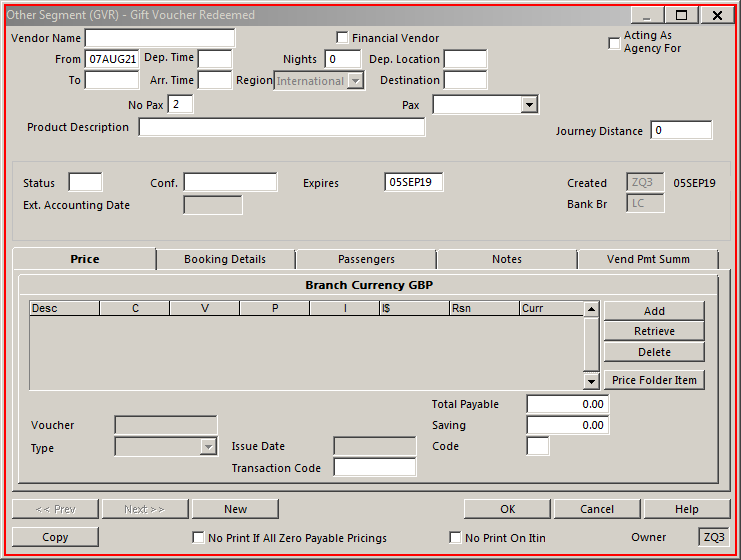 Other Segment (GVR) - Gift Voucher Redeemed
Vendor Name Financial Vendor Acting As Agency For
From 07AUG21 Dep. Time Nights 0 Dep. Location
To Arr. Time Region International Destination
No Pax 2 Pax
Product Description Journey Distance 0
Status Conf. Expires 05SEP19 Created ZQ3 05SEP19
Ext. Accounting Date Bank Br LC
Price Booking Details Passengers Notes Vend Pmt Summ
Branch Currency GBP
Desc C V P I I$ Rsn Curr
Add
Retrieve
Delete
Price Folder Item
Total Payable 0.00
Voucher Saving 0.00
Type Issue Date Code
Transaction Code
<< Prev Next >> New OK Cancel Help
Copy No Print If All Zero Payable Pricings No Print On Itin Owner ZQ3